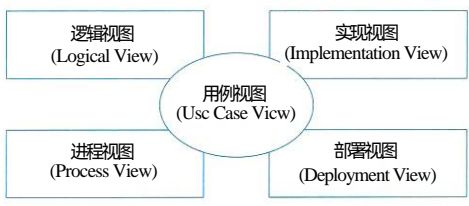 逻辑视图
(Logical View)
实现视图
(Implementation View)
用例视图
(Usc Case Vicw)
进程视图
(Process View)
部署视图
(Deployment View)